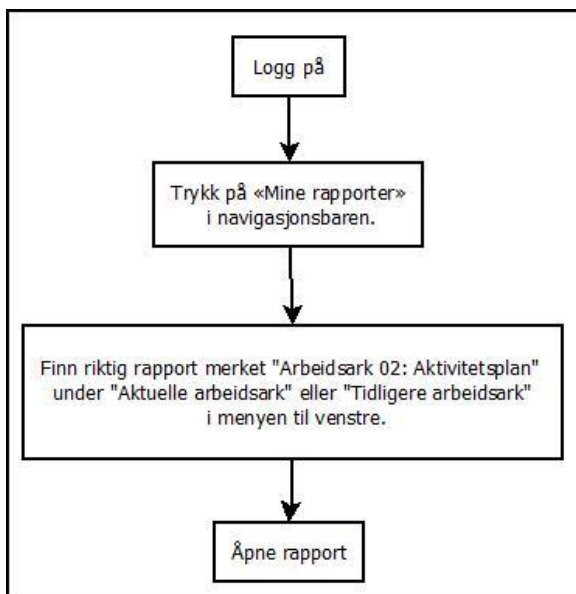 Logg på
Trykk på «Mine rapporter»
i navigasjonsbaren.
Finn riktig rapport merket "Arbeidsark 02: Aktivitetsplan"
under "Aktuelle arbeidsark" eller "Tidligere arbeidsark"
i menyen til venstre.
Åpne rapport